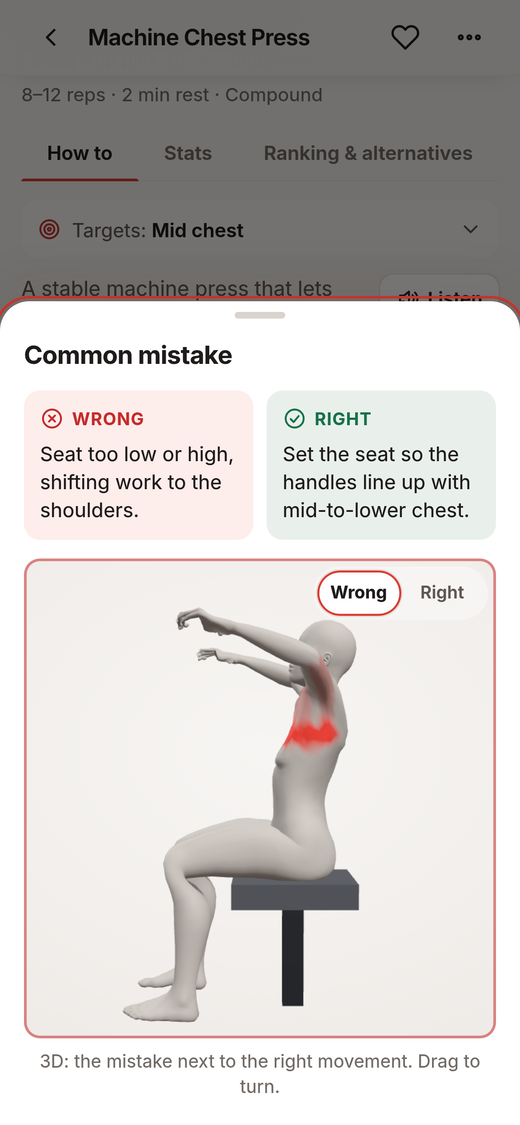 Machine Chest Press
8–12 reps · 2 min rest · Compound
How to Stats Ranking & alternatives
Targets: Mid chest
A stable machine press that lets
Listen
Common mistake
WRONG
Seat too low or high,
shifting work to the
shoulders.
RIGHT
Set the seat so the
handles line up with
mid-to-lower chest.
Wrong Right
3D: the mistake next to the right movement. Drag to
turn.